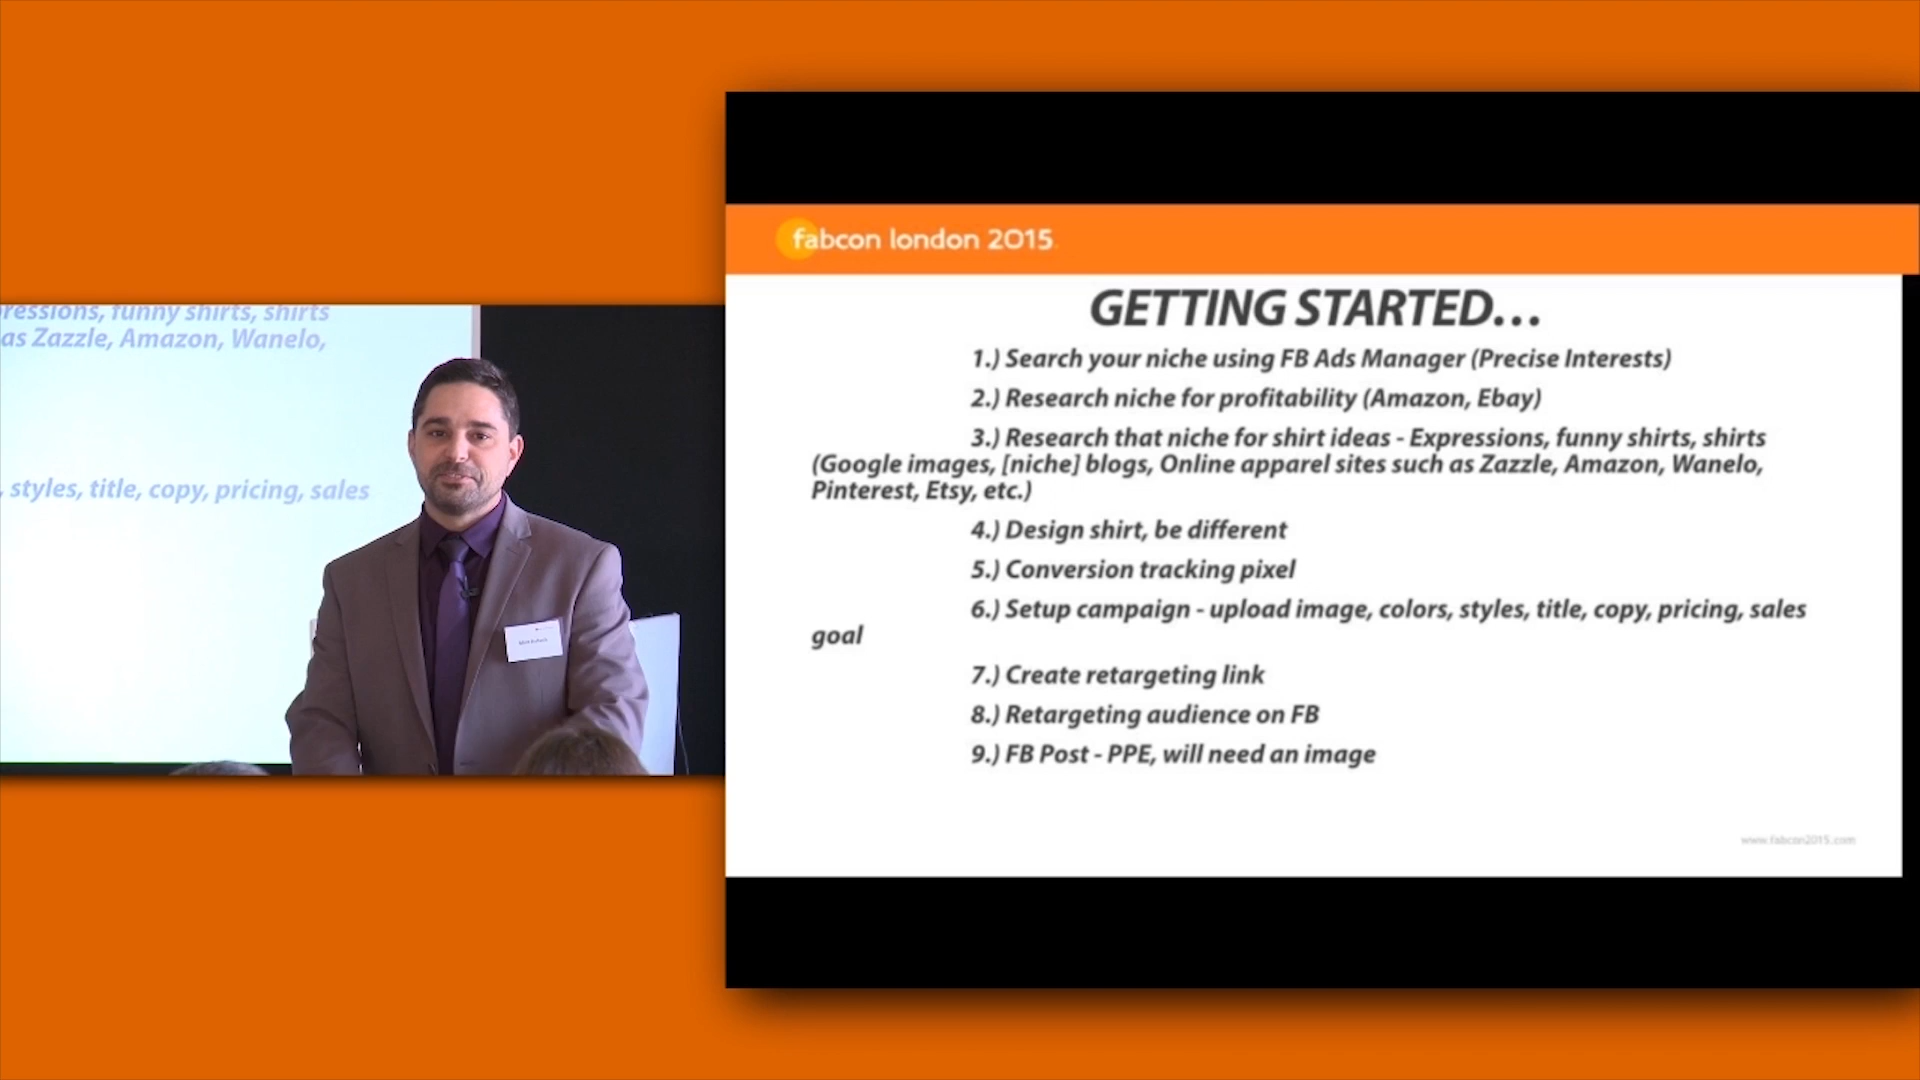 fabcon london 2015
GETTING STARTED...
1.) Search your niche using FB Ads Manager (Precise Interests)
2.) Research niche for profitability (Amazon, Ebay)
3.) Research that niche for shirt ideas - Expressions, funny shirts, shirts
(Google images, [niche] blogs, Online apparel sites such as Zazzle, Amazon, Wanelo,
Pinterest, Etsy, etc.)
4.) Design shirt, be different
5.) Conversion tracking pixel
6.) Setup campaign - upload image, colors, styles, title, copy, pricing, sales
goal
7.) Create retargeting link
8.) Retargeting audience on FB
9.) FB Post - PPE, will need an image
www.fabcon2015.com
ressions, funny shirts, shirts
as Zazzle, Amazon, Wanelo,
, styles, title, copy, pricing, sales